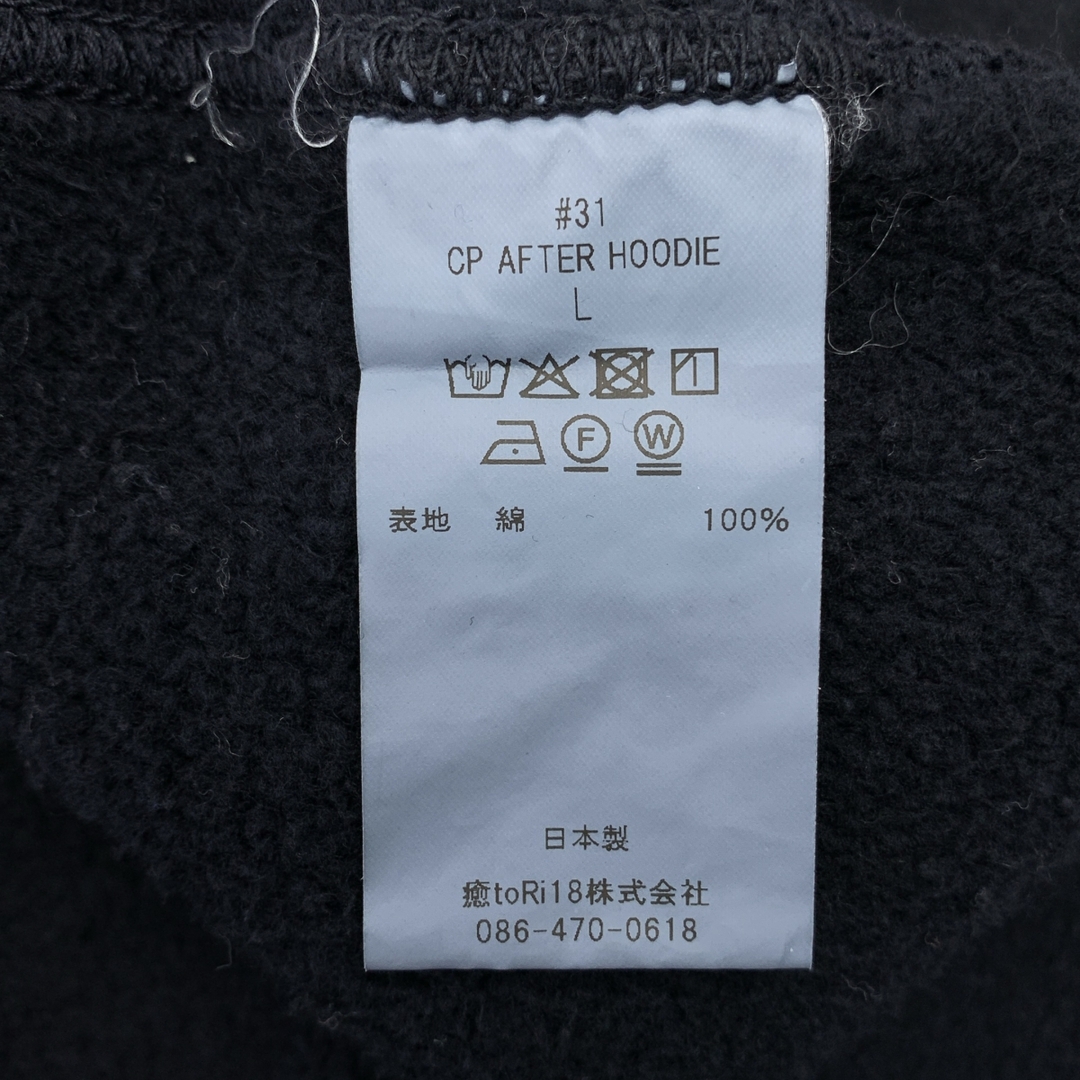 #31
CP AFTER HOODIE
L
F W
表地 綿 100%
日本製
癒toRi18株式会社
086-470-0618